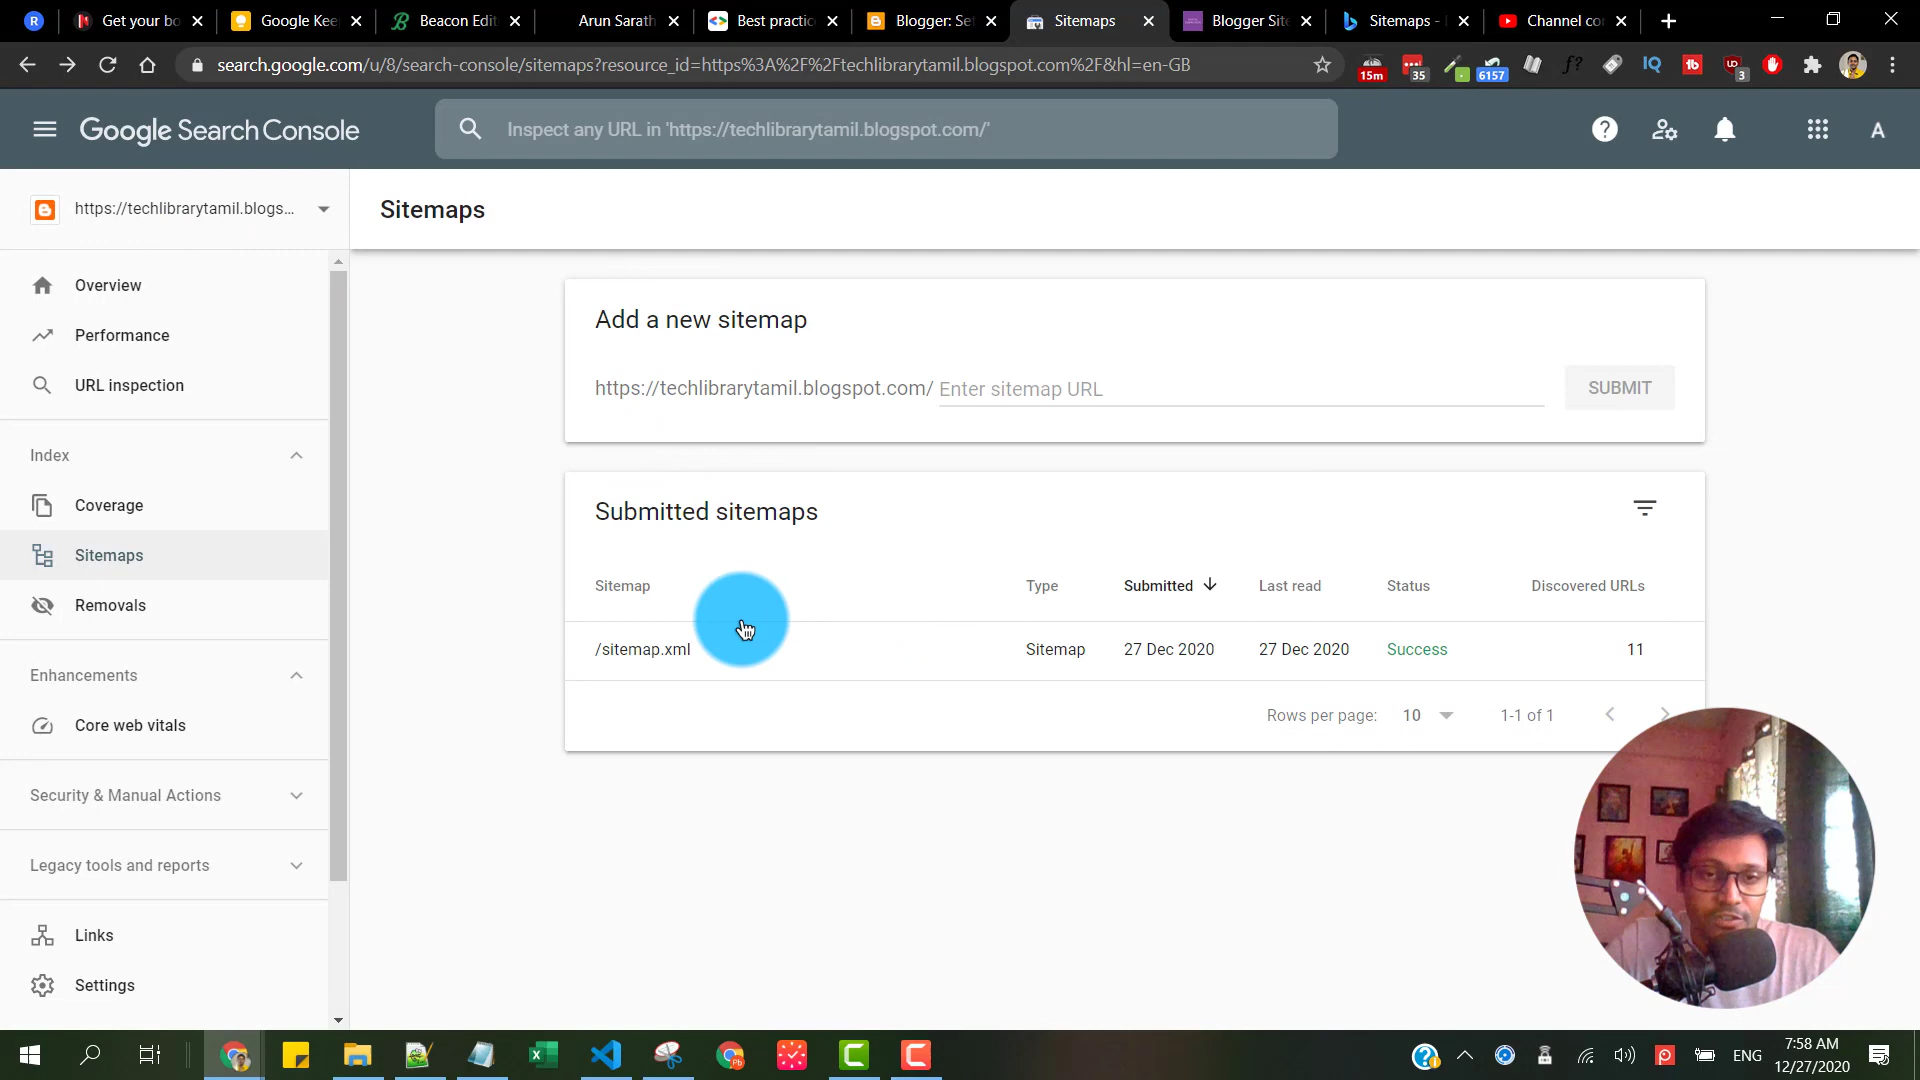 Get your bo
Google Kee
Beacon Edit
Arun Sarath
Best practic
Blogger: Set
Sitemaps
Blogger Site
Sitemaps -
Channel co
search.google.com/u/8/search-console/sitemaps?resource_id=https%3A%2F%2Ftechlibrarytamil.blogspot.com%2F&hl=en-GB
15m
35
6157
3
Google Search Console
Inspect any URL in 'https://techlibrarytamil.blogspot.com/'
A
https://techlibrarytamil.blogs...
Sitemaps
Overview
Performance
URL inspection
Index
Coverage
Sitemaps
Removals
Enhancements
Core web vitals
Security & Manual Actions
Legacy tools and reports
Links
Settings
Add a new sitemap
https://techlibrarytamil.blogspot.com/ Enter sitemap URL
SUBMIT
Submitted sitemaps
Sitemap Type Submitted Last read Status Discovered URLs
/sitemap.xml Sitemap 27 Dec 2020 27 Dec 2020 Success 11
Rows per page: 10 1-1 of 1
ENG
7:58 AM
12/27/2020